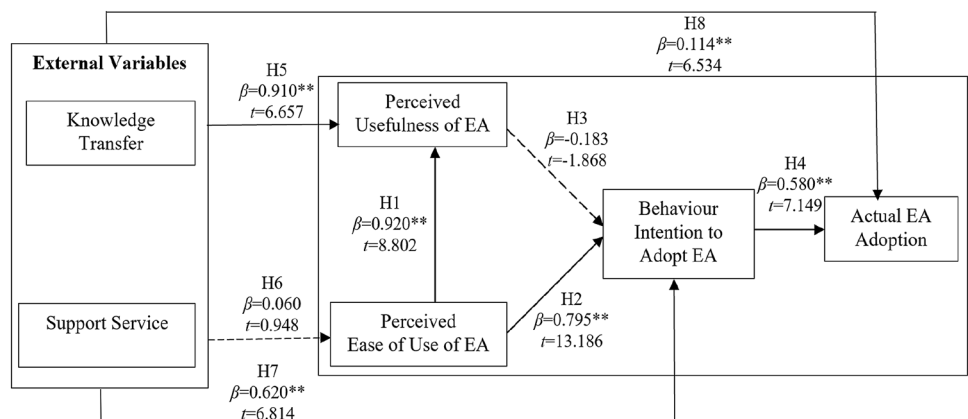 H8
β=0.114**
t=6.534
External Variables
Knowledge
Transfer
Support Service
H5
β=0.910**
t=6.657
Perceived
Usefulness of EA
H3
β=-0.183
t=-1.868
H1
β=0.920**
t=8.802
H4
β=0.580**
t=7.149
Behaviour
Intention to
Adopt EA
Actual EA
Adoption
H6
β=0.060
t=0.948
Perceived
Ease of Use of EA
H2
β=0.795**
t=13.186
H7
β=0.620**
t=6.814